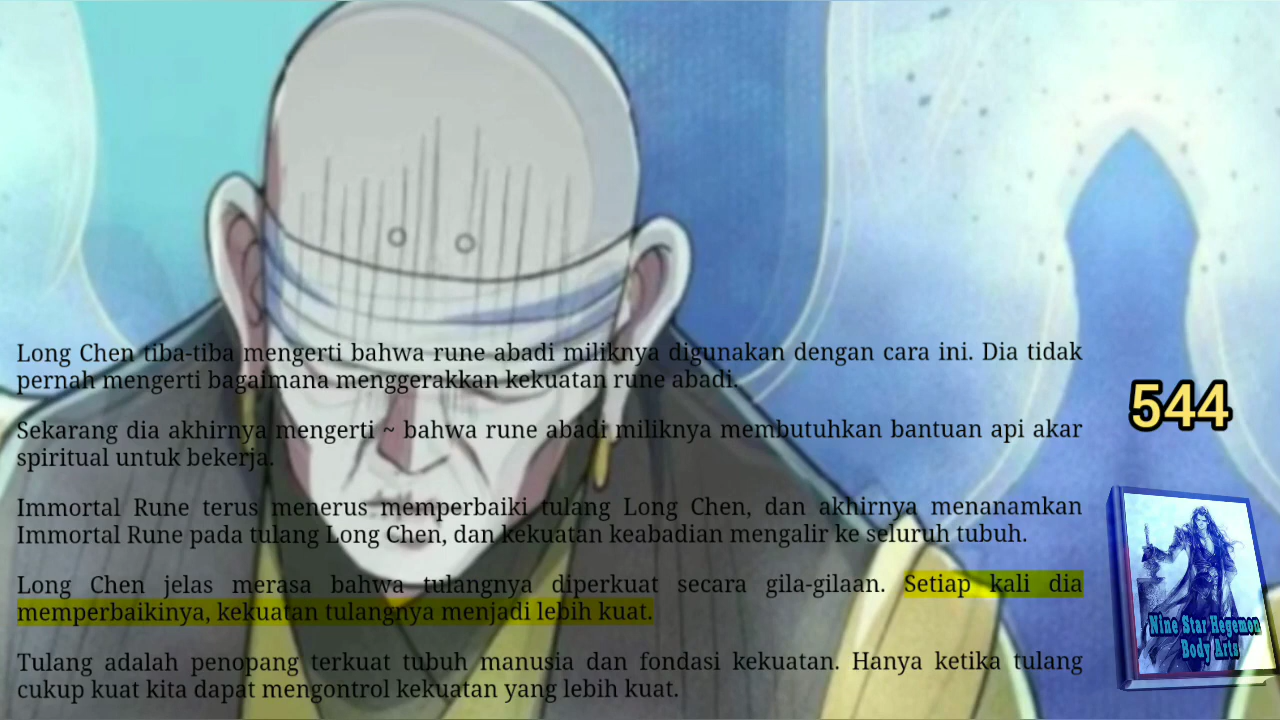 Long Chen tiba-tiba mengerti bahwa rune abadi miliknya digunakan dengan cara ini. Dia tidak
pernah mengerti bagaimana menggerakkan kekuatan rune abadi.
Sekarang dia akhirnya mengerti ~ bahwa rune abadi miliknya membutuhkan bantuan api akar
spiritual untuk bekerja.
Immortal Rune terus menerus memperbaiki tulang Long Chen, dan akhirnya menanamkan
Immortal Rune pada tulang Long Chen, dan kekuatan keabadian mengalir ke seluruh tubuh.
Long Chen jelas merasa bahwa tulangnya diperkuat secara gila-gilaan. Setiap kali dia
memperbaikinya, kekuatan tulangnya menjadi lebih kuat.
Tulang adalah penopang terkuat tubuh manusia dan fondasi kekuatan. Hanya ketika tulang
cukup kuat kita dapat mengontrol kekuatan yang lebih kuat.
544
Nine Star Hegemon
Body Arts